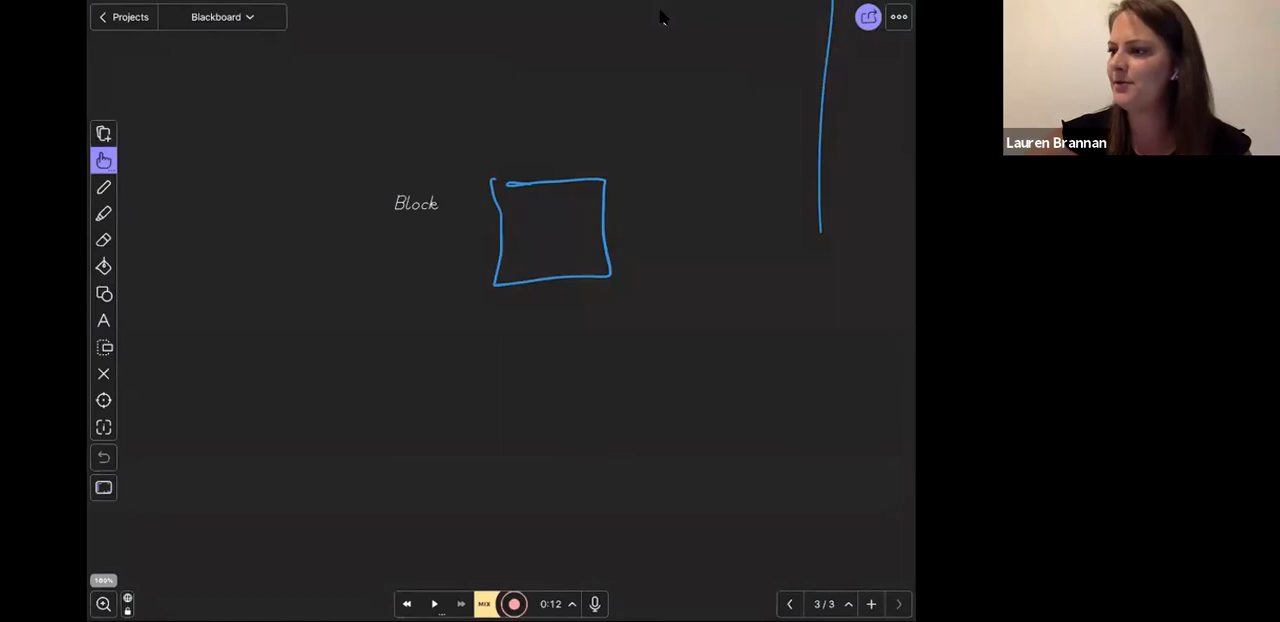 Projects
Blackboard
Lauren Brannan
Block
A
100%
MIX
0:12
3 / 3